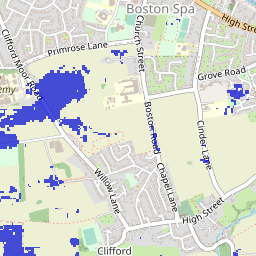 Boston Spa
High Street
Church Street
Primrose Lane
Clifford Moor Road
Grove Road
Boston Road
Cinder Lane
Willow Lane
Chapel Lane
High Street
Clifford